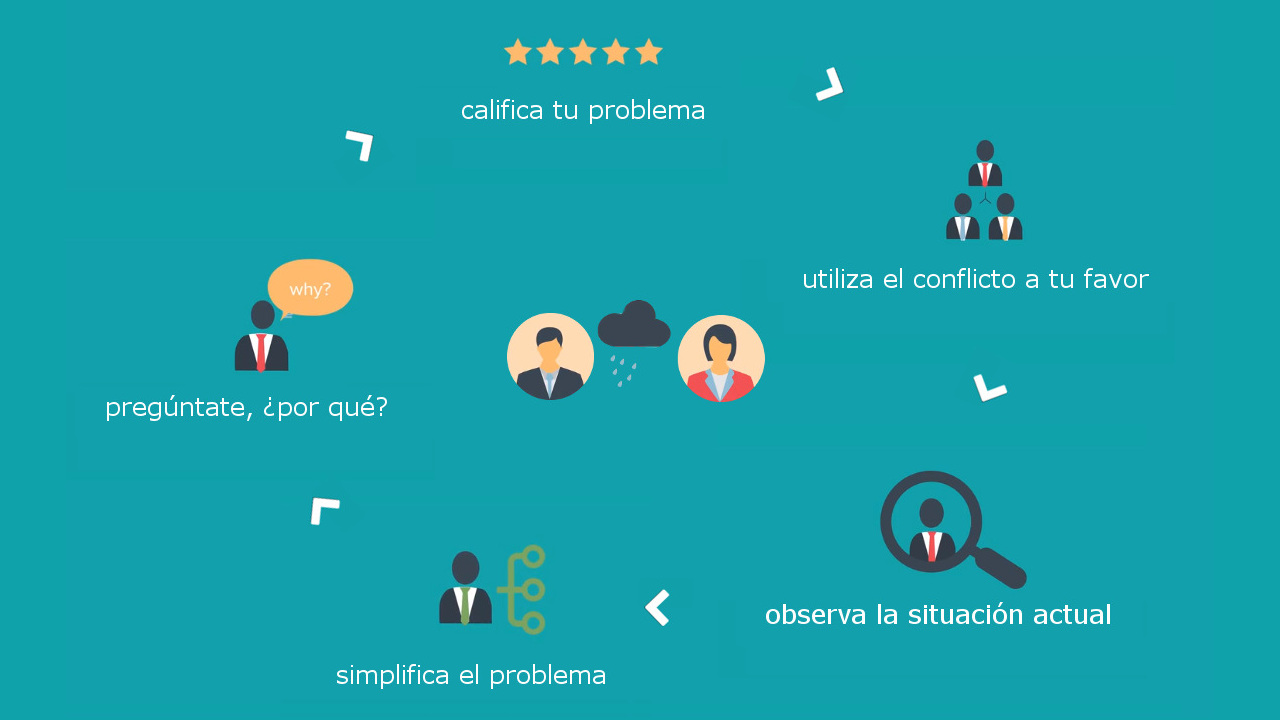 califica tu problema
utiliza el conflicto a tu favor
why?
pregúntate, ¿por qué?
observa la situación actual
simplifica el problema